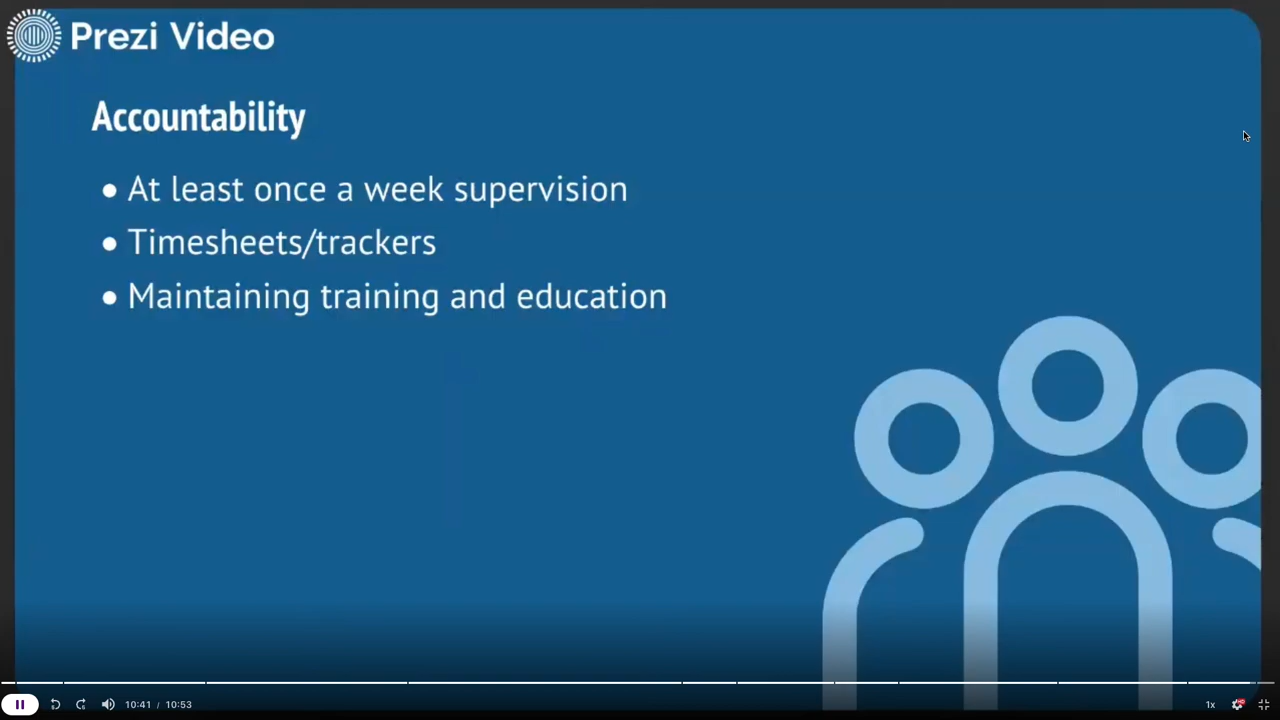 Prezi Video
Accountability
● At least once a week supervision
● Timesheets/trackers
● Maintaining training and education
10:41 / 10:53
1x